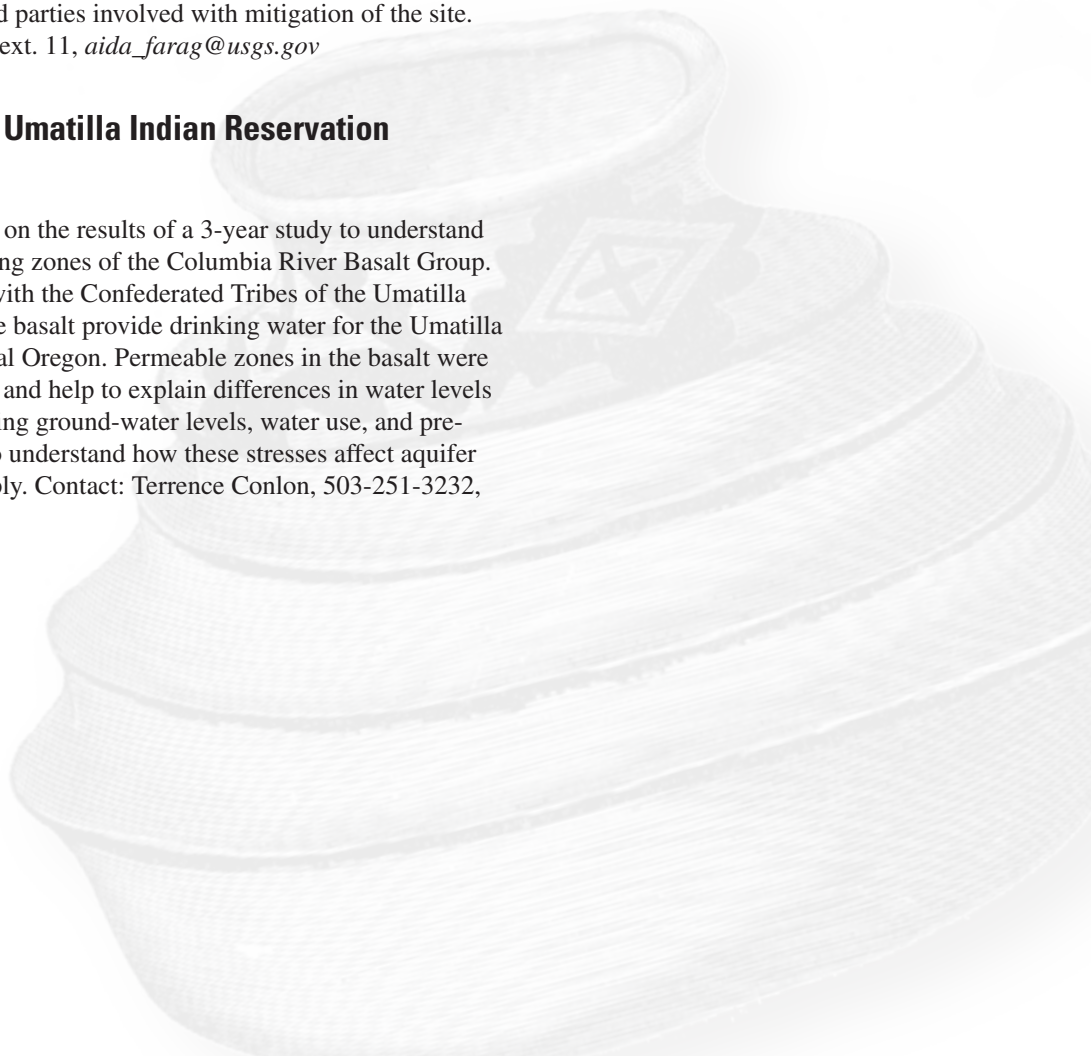 d parties involved with mitigation of the site.
ext. 11, aida_farag@usgs.gov
Umatilla Indian Reservation
on the results of a 3-year study to understand
ng zones of the Columbia River Basalt Group.
with the Confederated Tribes of the Umatilla
e basalt provide drinking water for the Umatilla
al Oregon. Permeable zones in the basalt were
and help to explain differences in water levels
ing ground-water levels, water use, and pre-
o understand how these stresses affect aquifer
ply. Contact: Terrence Conlon, 503-251-3232,